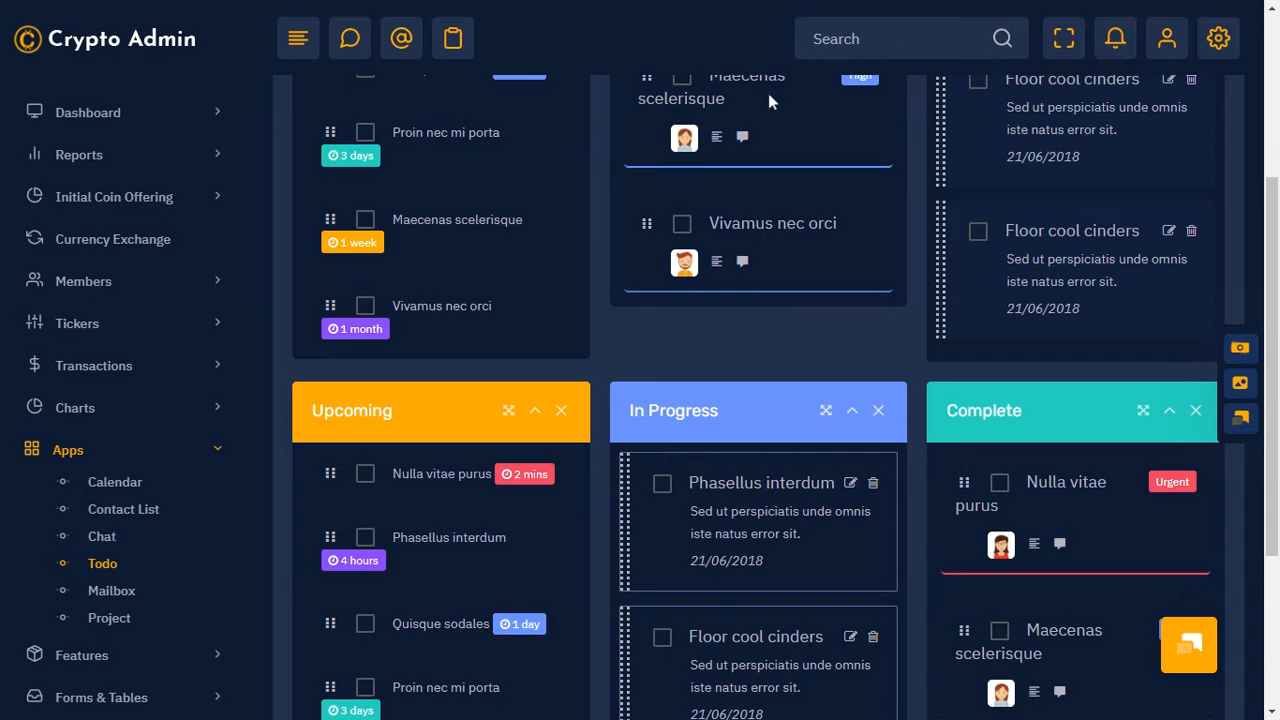 Crypto Admin
Search
Dashboard
Reports
Initial Coin Offering
Currency Exchange
Members
Tickers
Transactions
Charts
Apps
Calendar
Contact List
Chat
Todo
Mailbox
Project
Features
Forms & Tables
Proin nec mi porta
3 days
Maecenas scelerisque
1 week
Vivamus nec orci
1 month
Maecenas High
scelerisque
Vivamus nec orci
Floor cool cinders
Sed ut perspiciatis unde omnis
iste natus error sit.
21/06/2018
Floor cool cinders
Sed ut perspiciatis unde omnis
iste natus error sit.
21/06/2018
Upcoming
Nulla vitae purus 2 mins
Phasellus interdum
4 hours
Quisque sodales 1 day
Proin nec mi porta
3 days
In Progress
Phasellus interdum
Sed ut perspiciatis unde omnis
iste natus error sit.
21/06/2018
Floor cool cinders
Sed ut perspiciatis unde omnis
iste natus error sit.
21/06/2018
Complete
Nulla vitae Urgent
purus
Maecenas
scelerisque